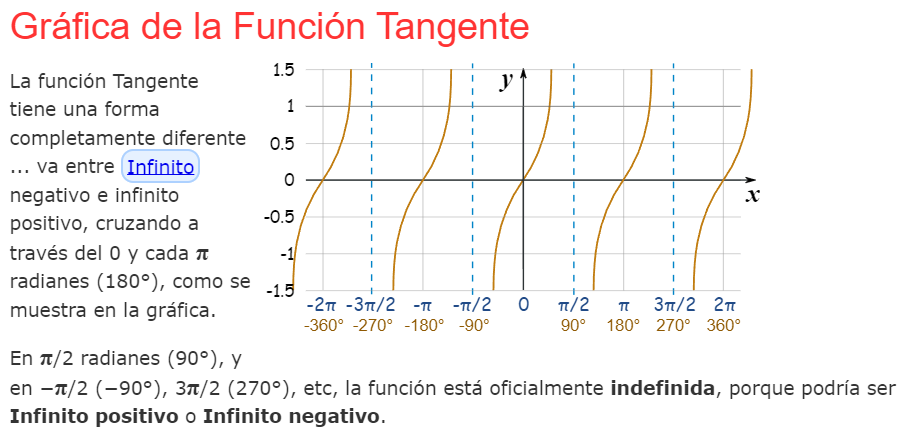 Gráfica de la Función Tangente
La función Tangente
tiene una forma
completamente diferente
... va entre Infinito
negativo e infinito
positivo, cruzando a
través del 0 y cada π
radianes (180°), como se
muestra en la gráfica.
1.5
1
0.5
0
-0.5
-1
-1.5
y
x
-2π -3π/2 -π -π/2 0 π/2 π 3π/2 2π
-360° -270° -180° -90° 90° 180° 270° 360°
En π/2 radianes (90°), y
en −π/2 (−90°), 3π/2 (270°), etc, la función está oficialmente indefinida, porque podría ser
Infinito positivo o Infinito negativo.